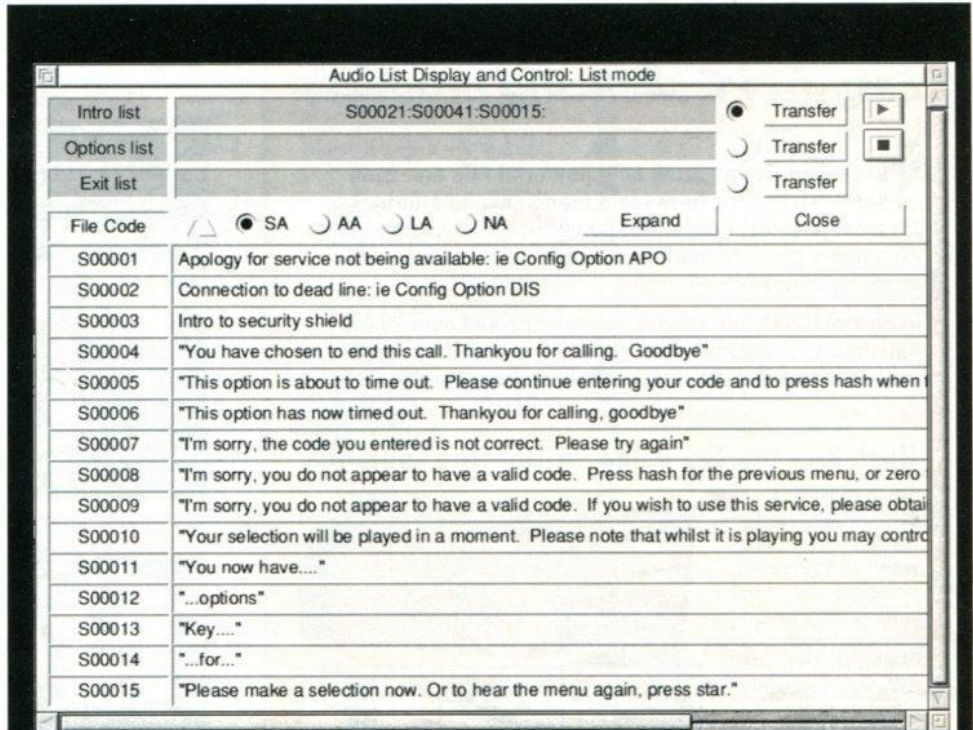 Audio List Display and Control: List mode
Intro list S00021:S00041:S00015: Transfer
Options list Transfer
Exit list Transfer
File Code SA AA LA NA Expand Close
S00001 Apology for service not being available: ie Config Option APO
S00002 Connection to dead line: ie Config Option DIS
S00003 Intro to security shield
S00004 "You have chosen to end this call. Thankyou for calling. Goodbye"
S00005 "This option is about to time out. Please continue entering your code and to press hash when
S00006 "This option has now timed out. Thankyou for calling, goodbye"
S00007 "I'm sorry, the code you entered is not correct. Please try again"
S00008 "I'm sorry, you do not appear to have a valid code. Press hash for the previous menu, or zero
S00009 "I'm sorry, you do not appear to have a valid code. If you wish to use this service, please obtai
S00010 "Your selection will be played in a moment. Please note that whilst it is playing you may contro
S00011 "You now have...."
S00012 "...options"
S00013 "Key...."
S00014 "...for..."
S00015 "Please make a selection now. Or to hear the menu again, press star."